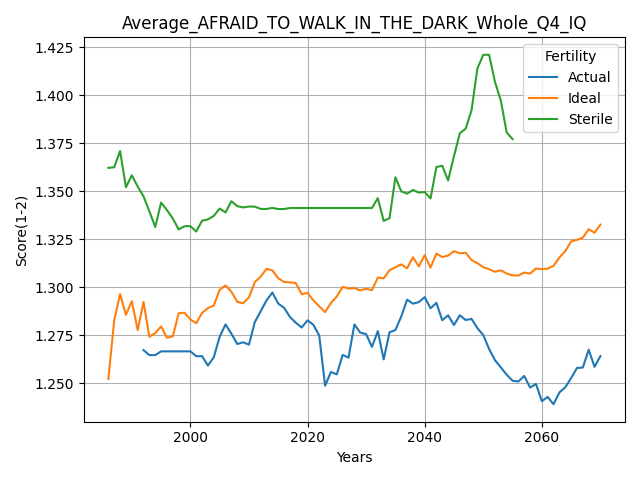 Average_AFRAID_TO_WALK_IN_THE_DARK_Whole_Q4_IQ
Fertility
Actual
Ideal
Sterile
Score(1-2)
1.425
1.400
1.375
1.350
1.325
1.300
1.275
1.250
2000
2020
2040
2060
Years